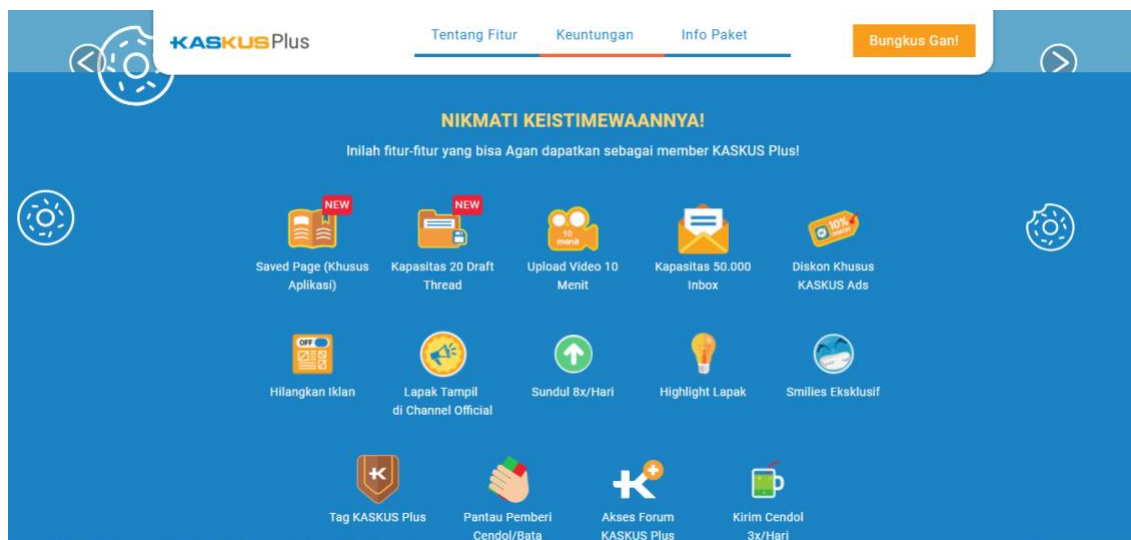 KASKUS Plus
Tentang Fitur Keuntungan Info Paket
Bungkus Gan!
NIKMATI KEISTIMEWAANNYA!
Inilah fitur-fitur yang bisa Agan dapatkan sebagai member KASKUS Plus!
NEW
Saved Page (Khusus
Aplikasi)
NEW
Kapasitas 20 Draft
Thread
10
menit
Upload Video 10
Menit
Kapasitas 50.000
Inbox
10%
Diskon Khusus
KASKUS Ads
OFF
Hilangkan Iklan
Lapak Tampil
di Channel Official
Sundul 8x/Hari
Highlight Lapak
Smilies Eksklusif
Tag KASKUS Plus
Pantau Pemberi
Cendol/Bata
Akses Forum
KASKUS Plus
Kirim Cendol
3x/Hari